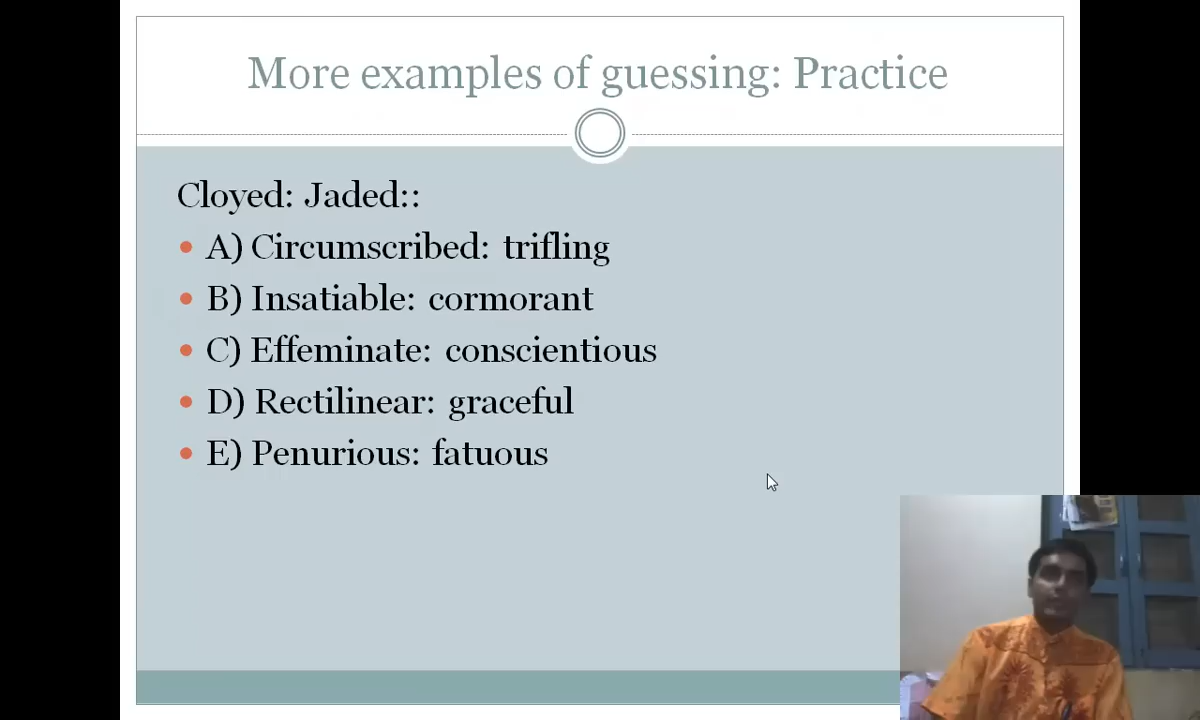 More examples of guessing: Practice
Cloyed: Jaded::
A) Circumscribed: trifling
B) Insatiable: cormorant
C) Effeminate: conscientious
D) Rectilinear: graceful
E) Penurious: fatuous